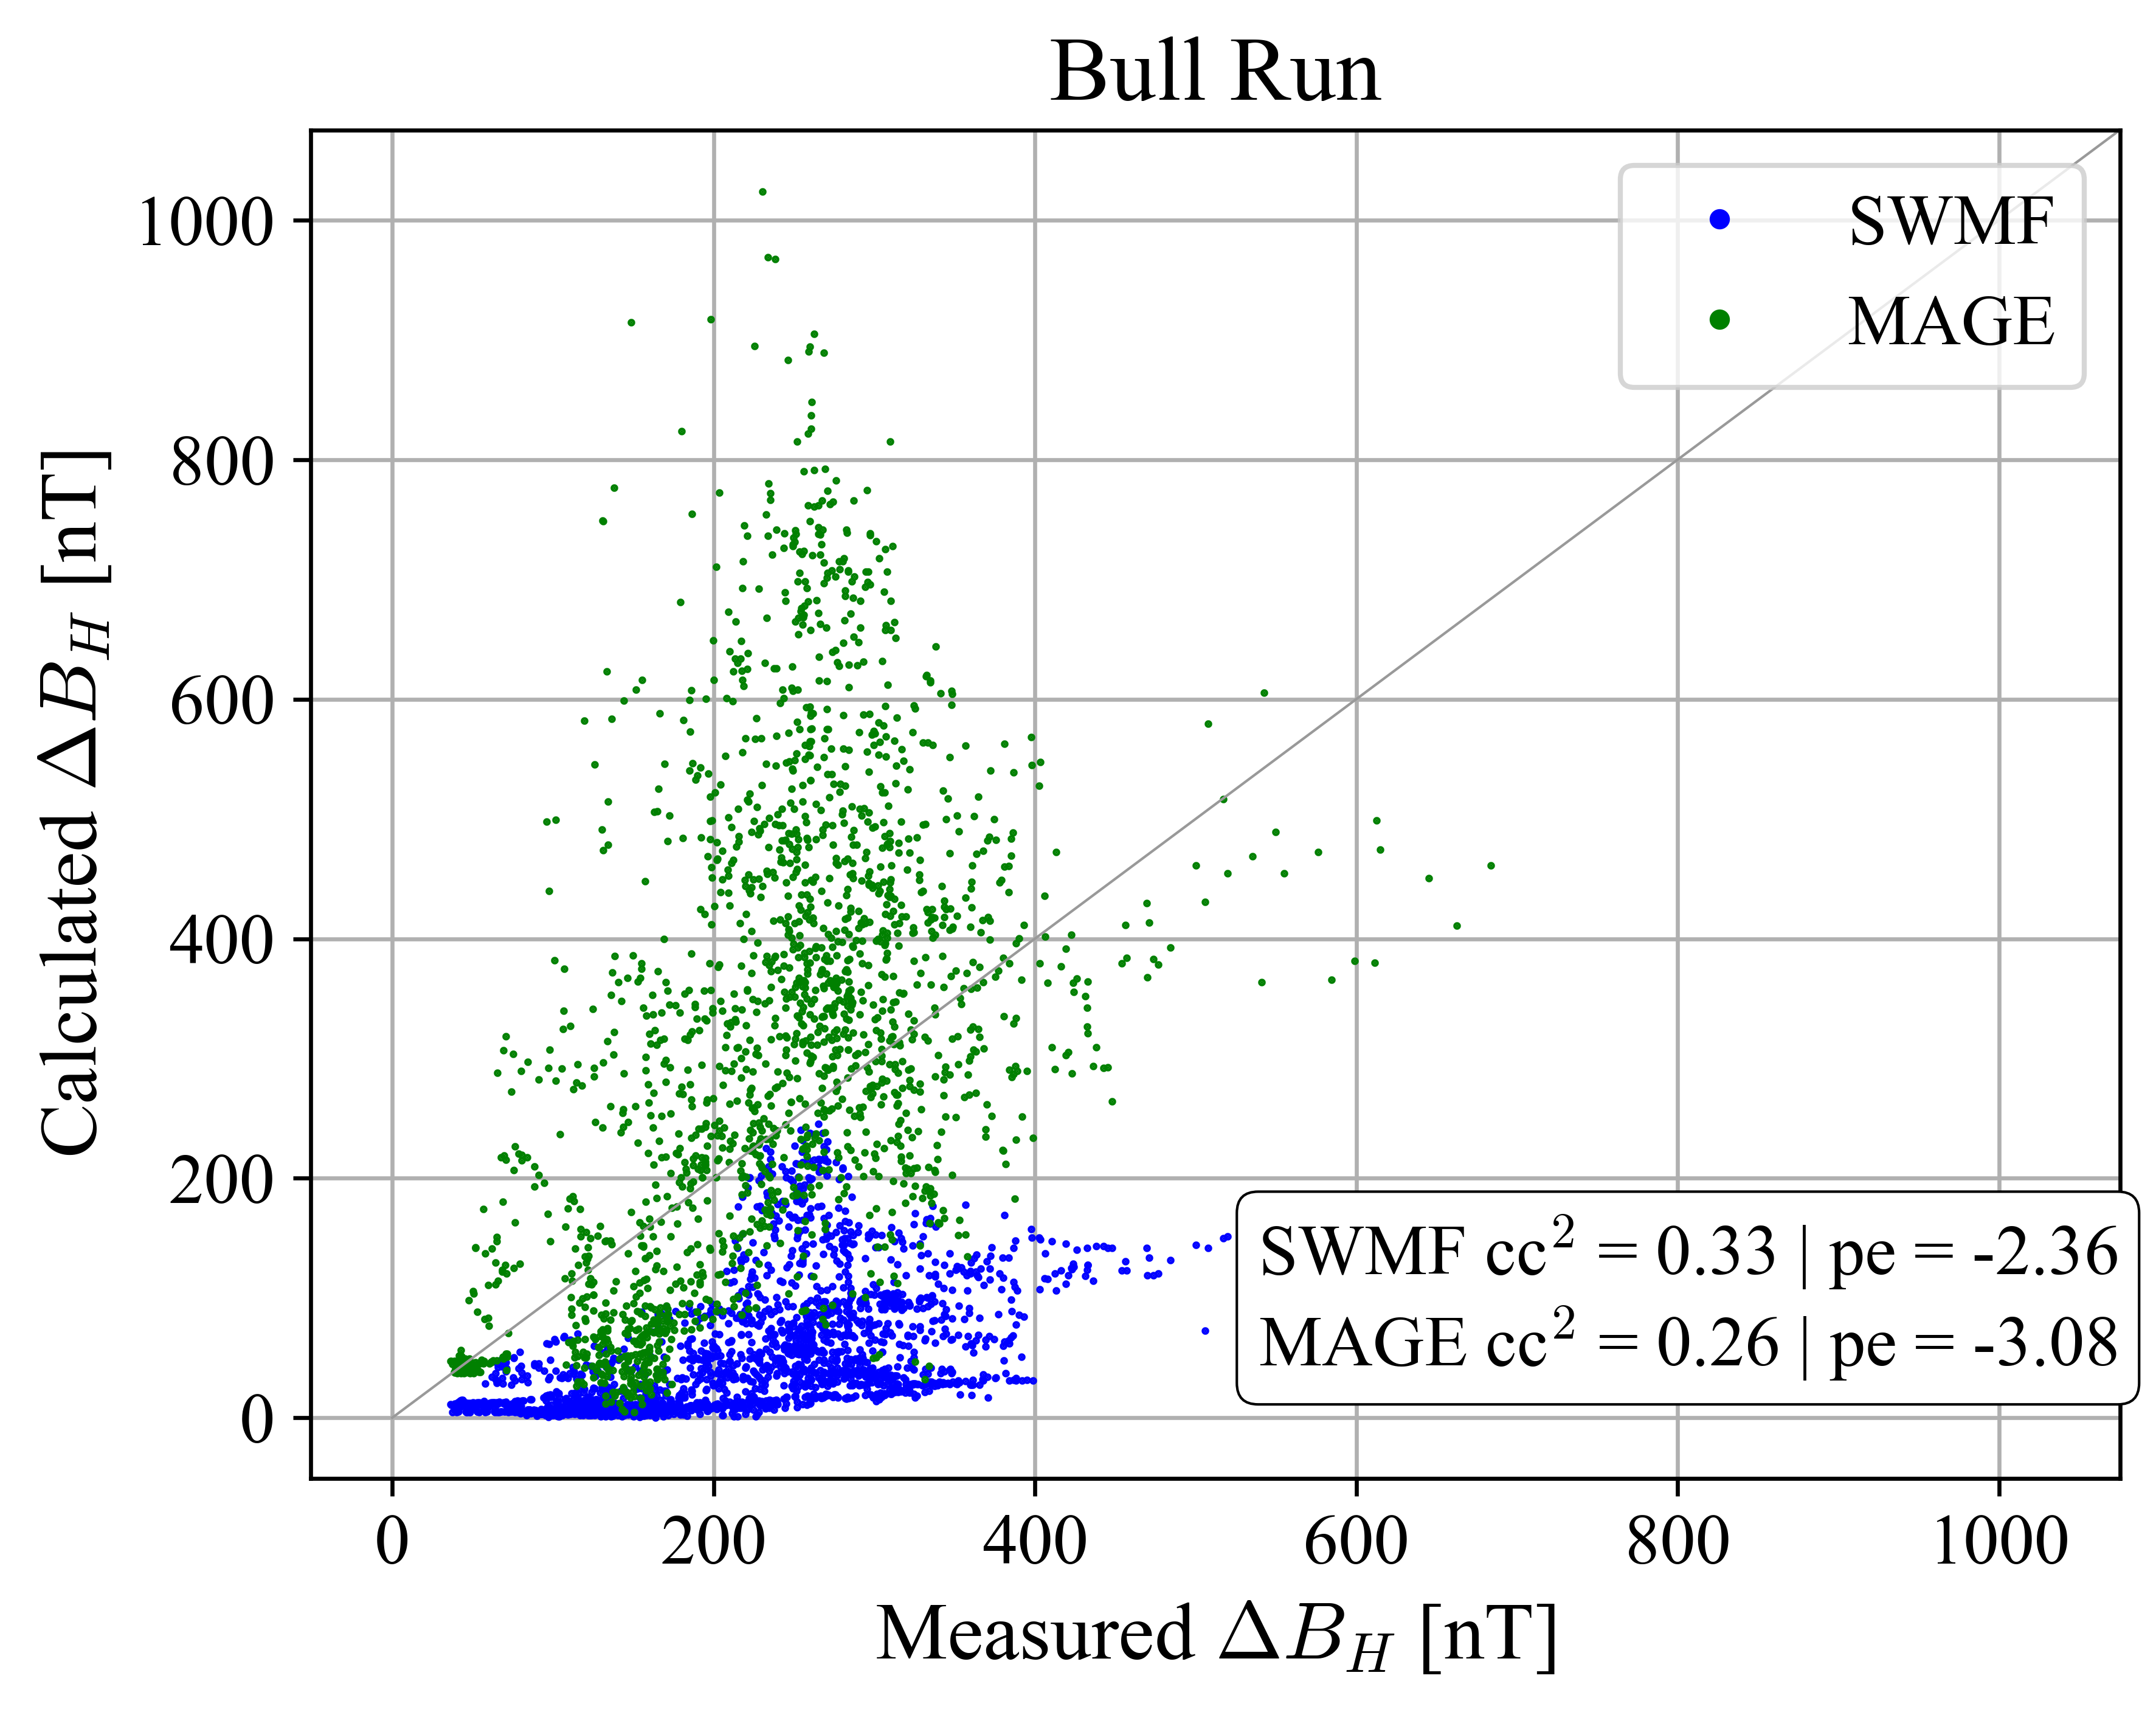 Bull Run
SWMF
MAGE
Calculated ΔB_H [nT]
1000
800
600
400
200
0
SWMF cc² = 0.33 | pe = -2.36
MAGE cc² = 0.26 | pe = -3.08
0 200 400 600 800 1000
Measured ΔB_H [nT]